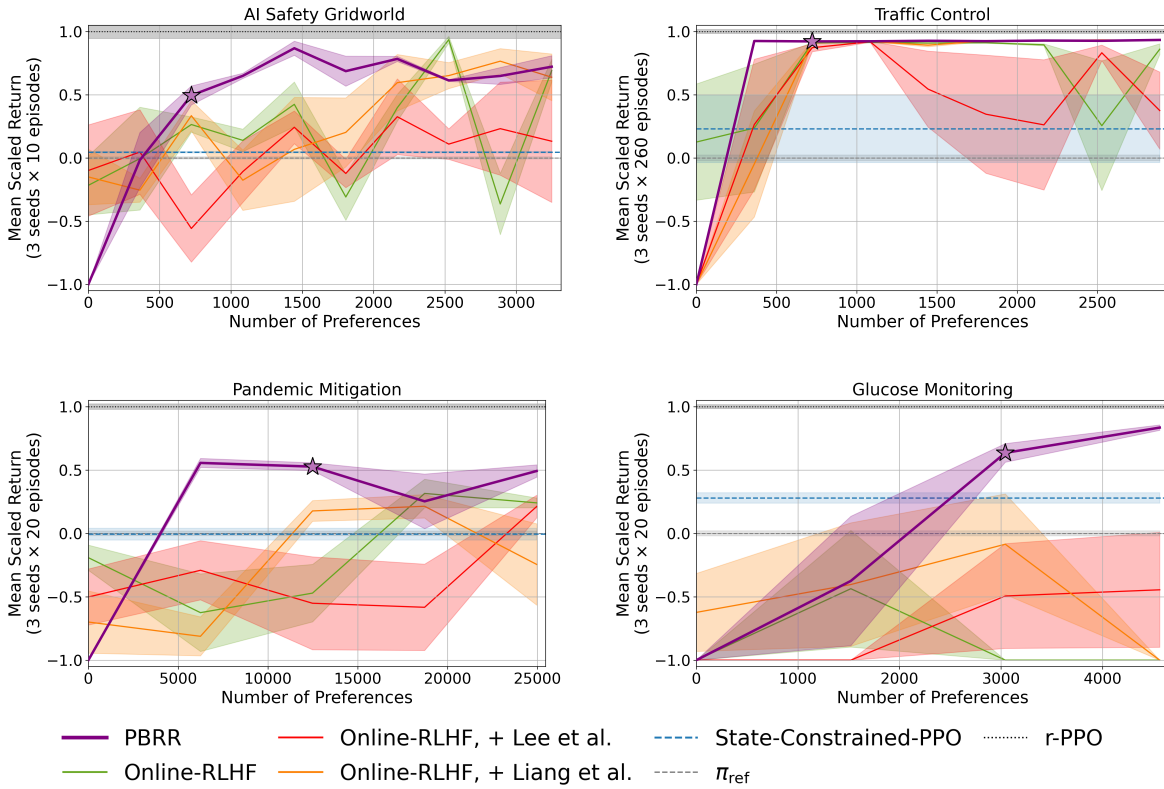 AI Safety Gridworld
Mean Scaled Return
(3 seeds × 10 episodes)
1.0
0.5
0.0
−0.5
−1.0
0 500 1000 1500 2000 2500 3000
Number of Preferences
Traffic Control
Mean Scaled Return
(3 seeds × 260 episodes)
1.0
0.5
0.0
−0.5
−1.0
0 500 1000 1500 2000 2500
Number of Preferences
Pandemic Mitigation
Mean Scaled Return
(3 seeds × 20 episodes)
1.0
0.5
0.0
−0.5
−1.0
0 5000 10000 15000 20000 25000
Number of Preferences
Glucose Monitoring
Mean Scaled Return
(3 seeds × 20 episodes)
1.0
0.5
0.0
−0.5
−1.0
0 1000 2000 3000 4000
Number of Preferences
PBRR Online-RLHF, + Lee et al. State-Constrained-PPO r-PPO
Online-RLHF Online-RLHF, + Liang et al. π_ref